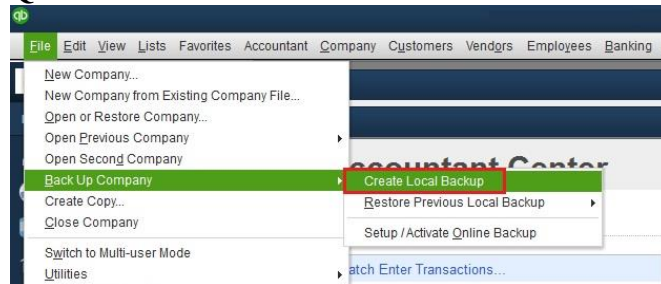 qb
File Edit View Lists Favorites Accountant Company Customers Vendors Employees Banking
New Company...
New Company from Existing Company File...
Open or Restore Company...
Open Previous Company
Open Second Company
Back Up Company
Create Copy...
Close Company
Switch to Multi-user Mode
Utilities
Create Local Backup
Restore Previous Local Backup
Setup / Activate Online Backup
Center
Enter Transactions...